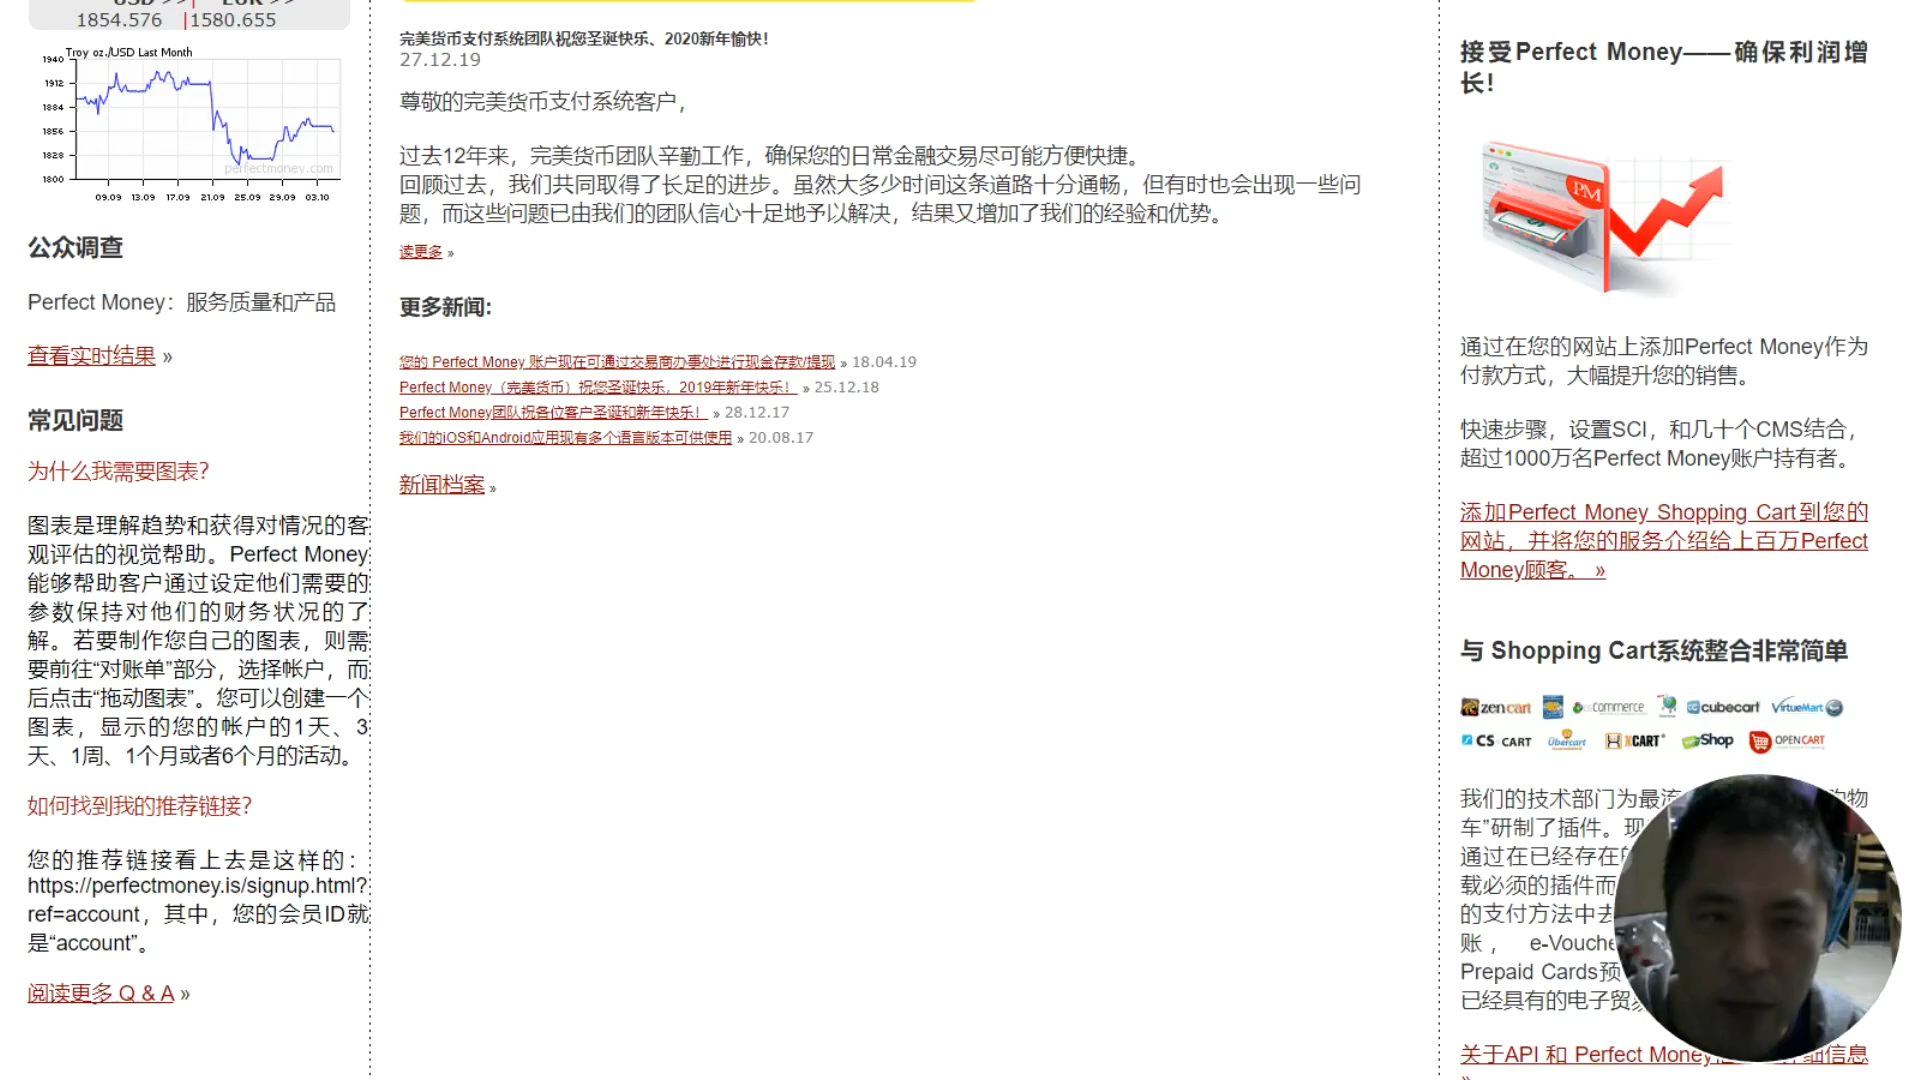 1854.576 |1580.655
Troy oz./USD Last Month
1940
1912
1884
1856
1828
1800
perfectmoney.com
09.09 13.09 17.09 21.09 25.09 29.09 03.10
公众调查
Perfect Money：服务质量和产品
查看实时结果 »
常见问题
为什么我需要图表？
图表是理解趋势和获得对情况的客
观评估的视觉帮助。Perfect Money
能够帮助客户通过设定他们需要的
参数保持对他们的财务状况的了
解。若要制作您自己的图表，则需
要前往“对账单”部分，选择帐户，而
后点击“拖动图表”。您可以创建一个
图表，显示的您的帐户的1天、3
天、1周、1个月或者6个月的活动。
如何找到我的推荐链接？
您的推荐链接看上去是这样的：
https://perfectmoney.is/signup.html?
ref=account，其中，您的会员ID就
是“account”。
阅读更多 Q & A »
完美货币支付系统团队祝您圣诞快乐、2020新年愉快！
27.12.19
尊敬的完美货币支付系统客户，
过去12年来，完美货币团队辛勤工作，确保您的日常金融交易尽可能方便快捷。
回顾过去，我们共同取得了长足的进步。虽然大多少时间这条道路十分通畅，但有时也会出现一些问
题，而这些问题已由我们的团队信心十足地予以解决，结果又增加了我们的经验和优势。
读更多 »
更多新闻:
您的 Perfect Money 账户现在可通过交易商办事处进行现金存款/提现 » 18.04.19
Perfect Money（完美货币）祝您圣诞快乐，2019年新年快乐！ » 25.12.18
Perfect Money团队祝各位客户圣诞和新年快乐！ » 28.12.17
我们的iOS和Android应用现有多个语言版本可供使用 » 20.08.17
新闻档案 »
接受Perfect Money——确保利润增
长！
PM
通过在您的网站上添加Perfect Money作为
付款方式，大幅提升您的销售。
快速步骤，设置SCI，和几十个CMS结合，
超过1000万名Perfect Money账户持有者。
添加Perfect Money Shopping Cart到您的
网站，并将您的服务介绍给上百万Perfect
Money顾客。 »
与 Shopping Cart系统整合非常简单
zencart commerce cubecart VirtueMart
CS CART Übercart XCART Shop OPENCART
我们的技术部门为最 物
车”研制了插件。现
通过在已经存在
载必须的插件而
的支付方法中去
账， e-Vouche
Prepaid Cards预
已经具有的电子贸
关于API 和 Perfect Money 细信息
»